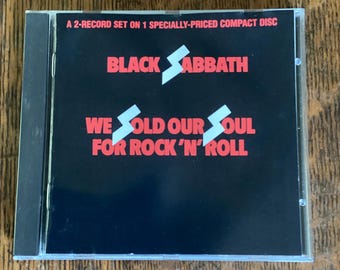 A 2-RECORD SET ON 1 SPECIALLY-PRICED COMPACT DISC
BLACK SABBATH
WE SOLD OUR SOUL
FOR ROCK 'N' ROLL